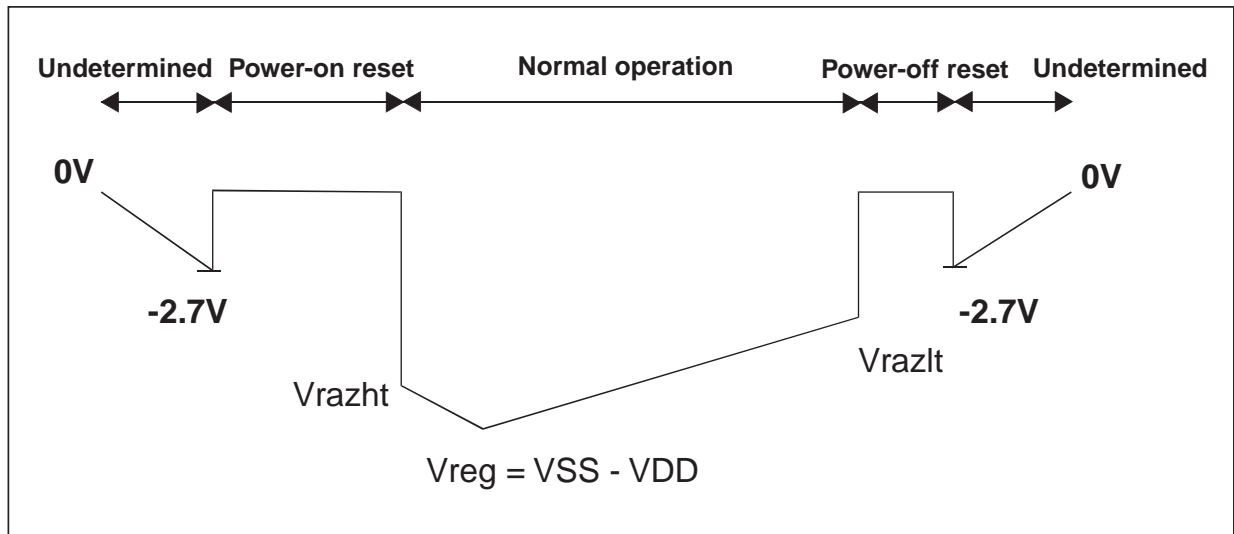 Undetermined Power-on reset Normal operation Power-off reset Undetermined
0V 0V
-2.7V -2.7V
Vrazlt
Vrazht
Vreg = VSS - VDD